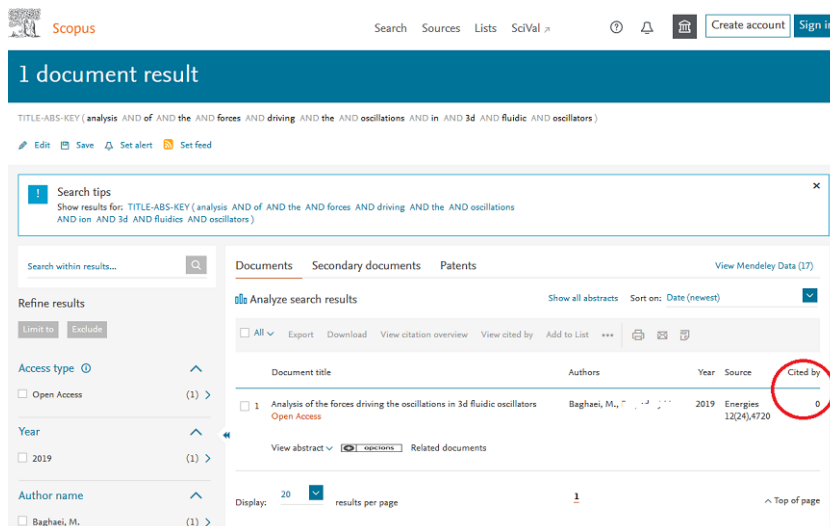 Scopus
Search Sources Lists SciVal
Create account
Sign in
1 document result
TITLE-ABS-KEY ( analysis AND of AND the AND forces AND driving AND the AND oscillations AND in AND 3d AND fluidic AND oscillators )
Edit Save Set alert Set feed
! Search tips
Show results for: TITLE-ABS-KEY ( analysis AND of AND the AND forces AND driving AND the AND oscillations
AND ion AND 3d AND fluidics AND oscillators )
Search within results...
Documents Secondary documents Patents View Mendeley Data (17)
Refine results
Limit to Exclude
Analyze search results Show all abstracts Sort on: Date (newest)
All Export Download View citation overview View cited by Add to List •••
Access type
Open Access (1)
Document title Authors Year Source Cited by
1 Analysis of the forces driving the oscillations in 3d fluidic oscillators Baghaei, M., 2019 Energies 0
Open Access 12(24),4720
Year
2019 (1)
View abstract opcions Related documents
Author name
Baghaei, M. (1)
Display: 20 results per page 1 Top of page